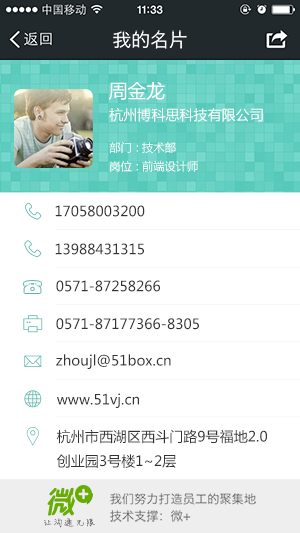 中国移动
11:33
返回
我的名片
周金龙
杭州博科思科技有限公司
部门：技术部
岗位：前端设计师
17058003200
13988431315
0571-87258266
0571-87177366-8305
zhoujl@51box.cn
www.51vj.cn
杭州市西湖区西斗门路9号福地2.0
创业园3号楼1~2层
微+
让沟通无限
我们努力打造员工的聚集地
技术支撑：微+